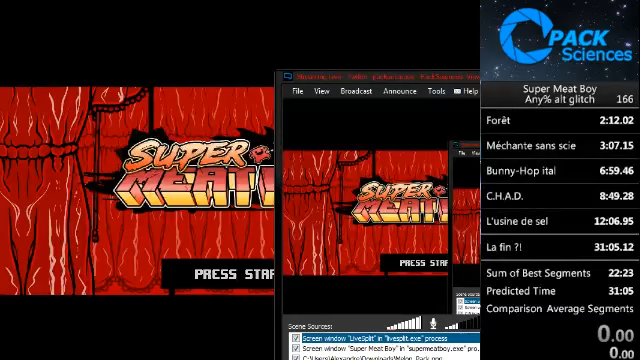 PACK
Sciences
Super Meat Boy
Any% alt glitch 166
Forêt 2:12.02
Méchante sans scie 3:07.15
Bunny-Hop ital 6:59.46
C.H.A.D. 8:49.28
L'usine de sel 12:06.95
La fin ?! 31:05.12
Sum of Best Segments 22:23
Predicted Time 31:05
Comparison Average Segments
0.00
0.00
SUPER
MEAT
PRESS STAR
File View Broadcast Announce Tools Help
SUPER
MEAT
PRESS STAR
Scene Sources:
Screen window "LiveSplit" in "livesplit.exe" process
Screen window "Super Meat Boy" in "supermeatboy.exe" pro